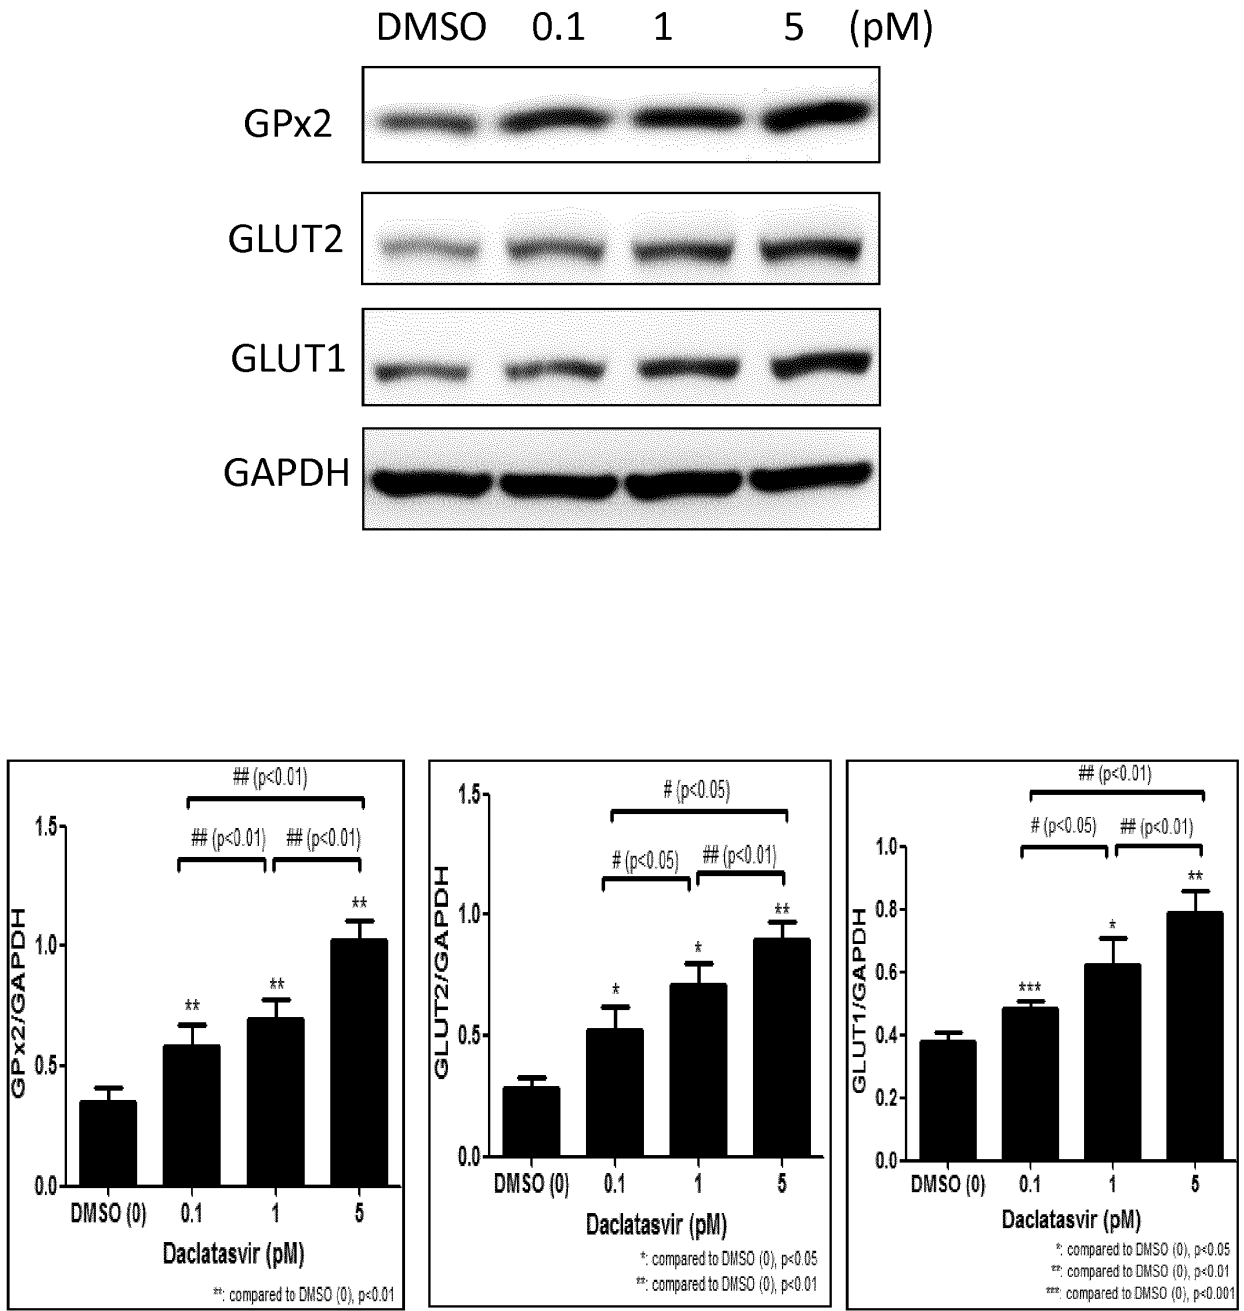 DMSO 0.1 1 5 (pM)
GPx2
GLUT2
GLUT1
GAPDH
## (p<0.01)
## (p<0.01) ## (p<0.01)
1.5
1.0
0.5
0.0
GPx2/GAPDH
**
**
**
DMSO (0) 0.1 1 5
Daclatasvir (pM)
**: compared to DMSO (0), p<0.01
# (p<0.05)
# (p<0.05) ## (p<0.01)
1.5
1.0
0.5
0.0
GLUT2/GAPDH
*
*
**
DMSO (0) 0.1 1 5
Daclatasvir (pM)
*: compared to DMSO (0), p<0.05
**: compared to DMSO (0), p<0.01
## (p<0.01)
# (p<0.05) ## (p<0.01)
1.0
0.8
0.6
0.4
0.2
0.0
GLUT1/GAPDH
***
*
**
DMSO (0) 0.1 1 5
Daclatasvir (pM)
*: compared to DMSO (0), p<0.05
**: compared to DMSO (0), p<0.01
***: compared to DMSO (0), p<0.001